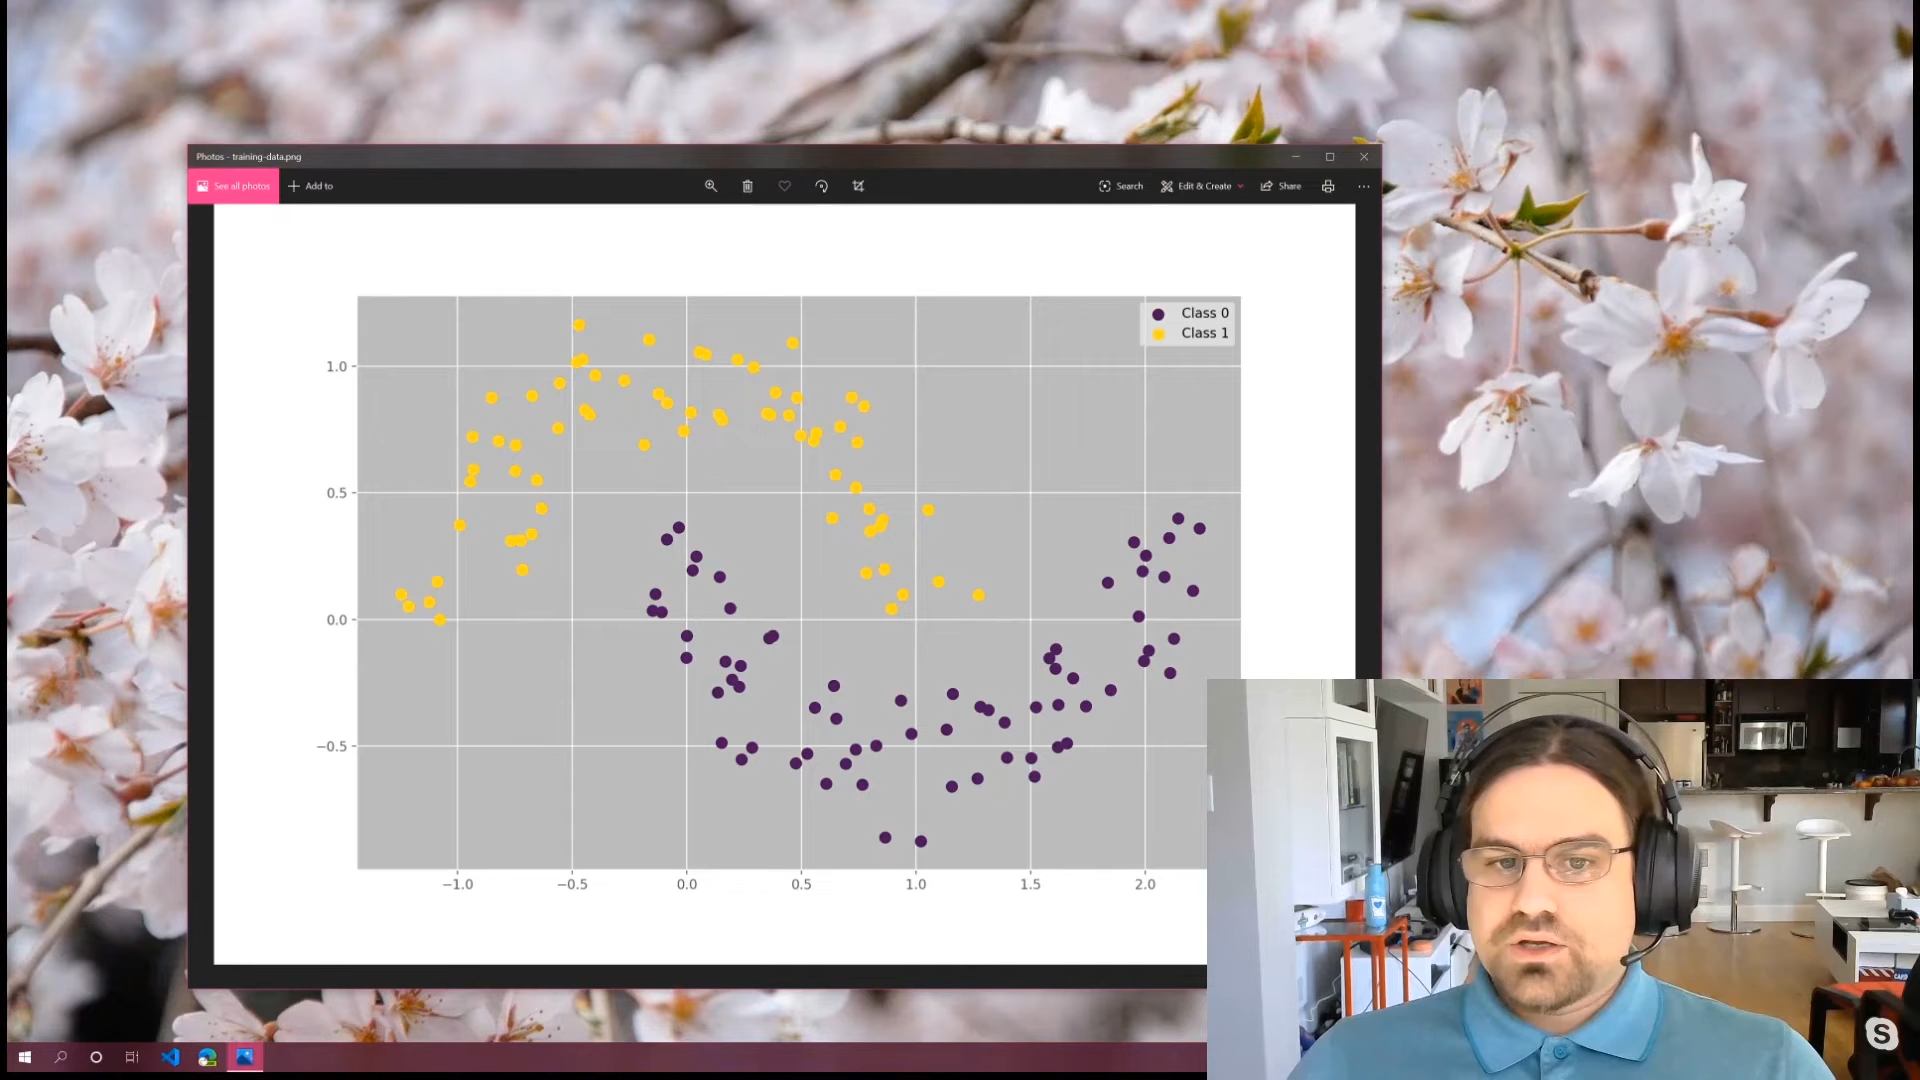 Photos - training-data.png
See all photos
Add to
Search
Edit & Create
Share
Class 0
Class 1
1.0
0.5
0.0
−0.5
−1.0
−0.5
0.0
0.5
1.0
1.5
2.0